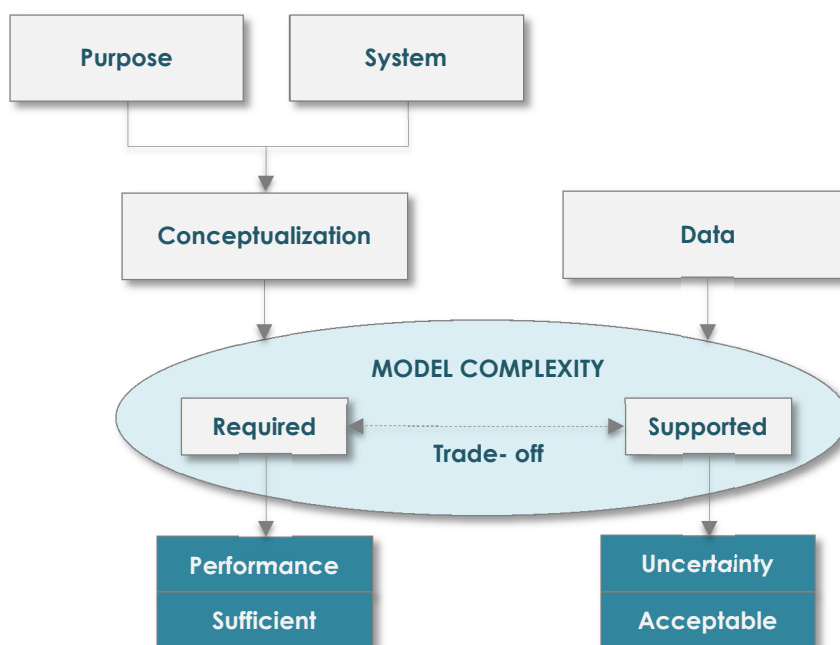 Purpose
System
Conceptualization
Data
MODEL COMPLEXITY
Required
Supported
Trade- off
Performance
Uncertainty
Sufficient
Acceptable